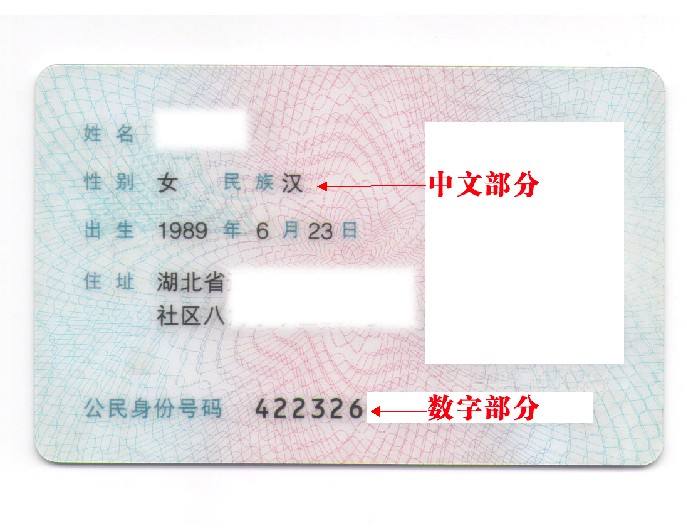 姓名
性别 女 民族 汉 中文部分
出生 1989 年 6 月 23 日
住址 湖北省
社区八
公民身份号码 422326 数字部分